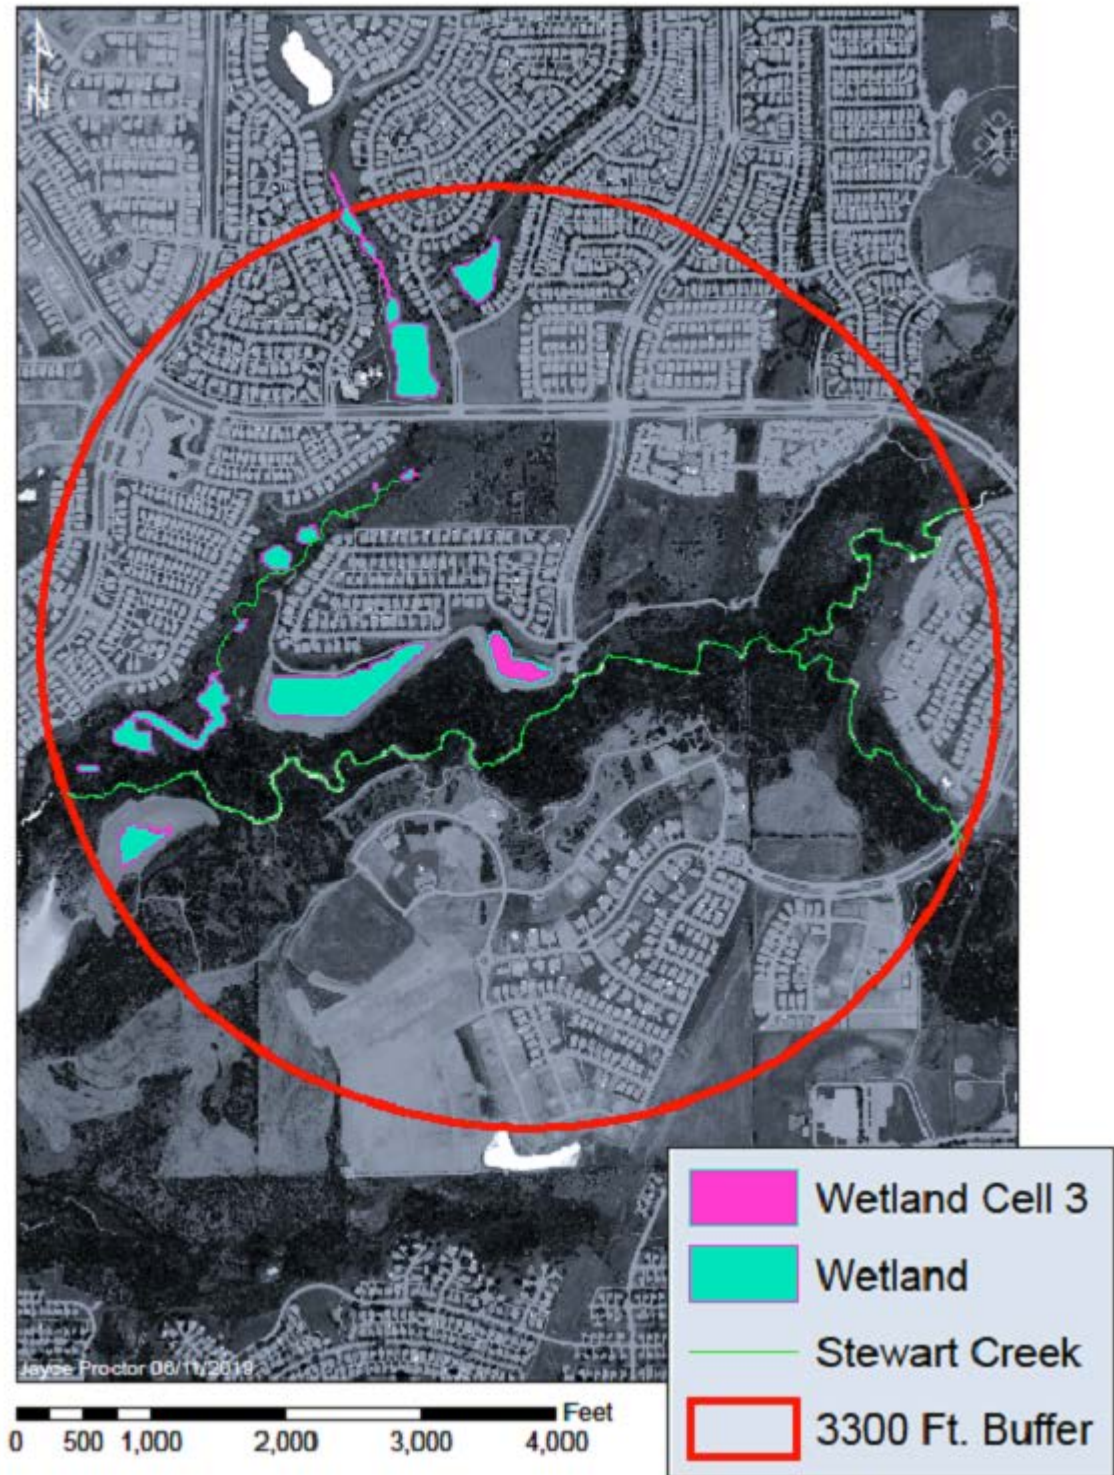 N
Wetland Cell 3
Wetland
Stewart Creek
3300 Ft. Buffer
Jayce Proctor 06/11/2019
Feet
0 500 1,000 2,000 3,000 4,000